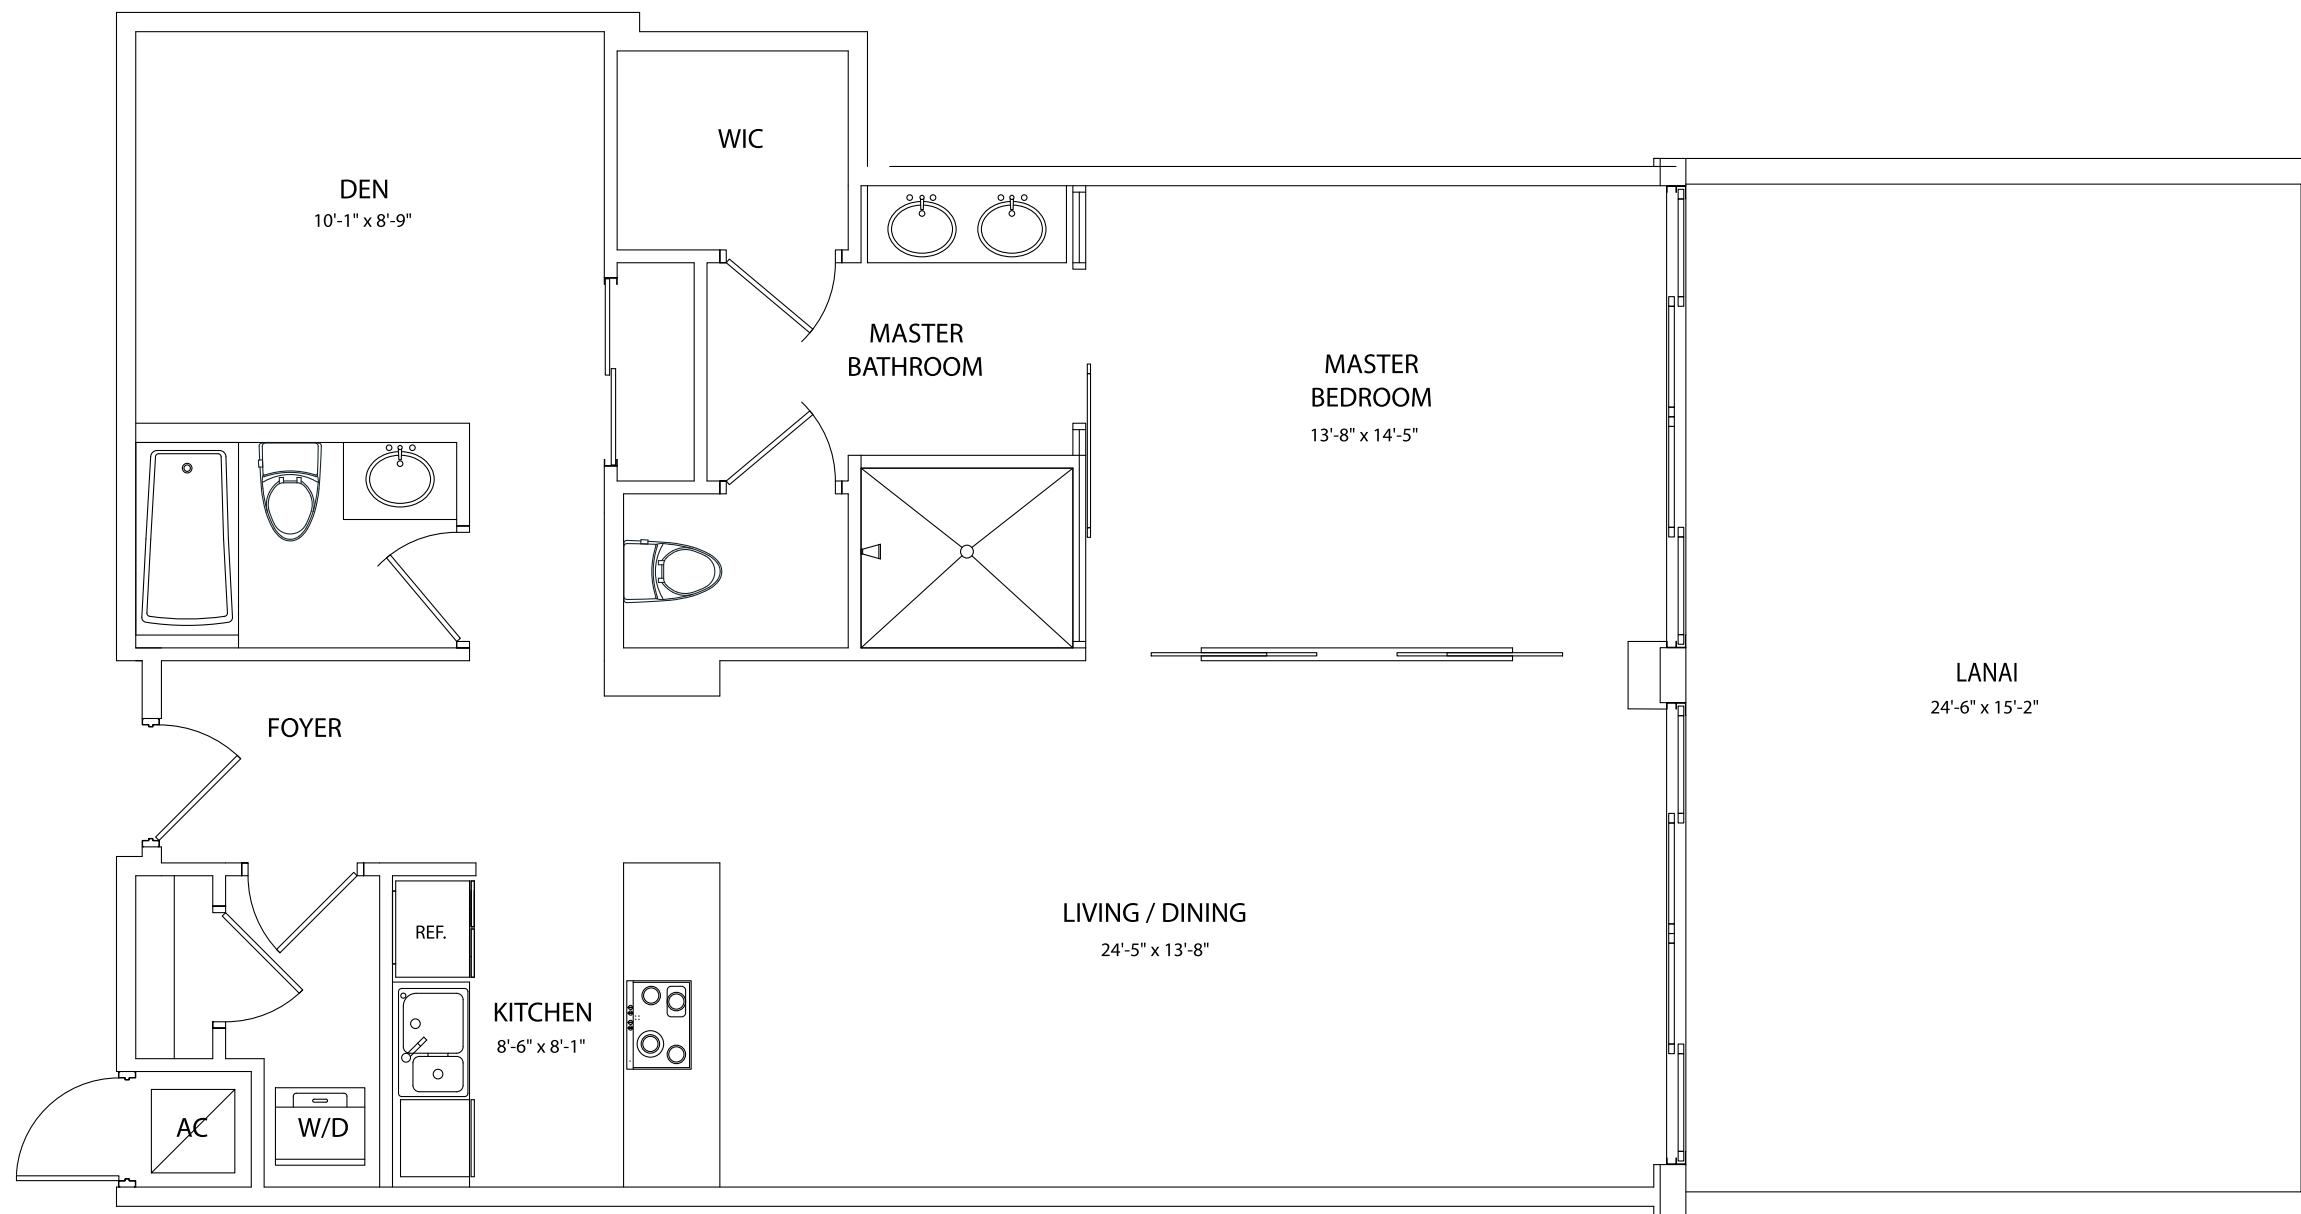 WIC
DEN
10'-1" x 8'-9"
MASTER
BATHROOM
MASTER
BEDROOM
13'-8" x 14'-5"
LANAI
24'-6" x 15'-2"
FOYER
LIVING / DINING
24'-5" x 13'-8"
REF.
KITCHEN
8'-6" x 8'-1"
AC
W/D